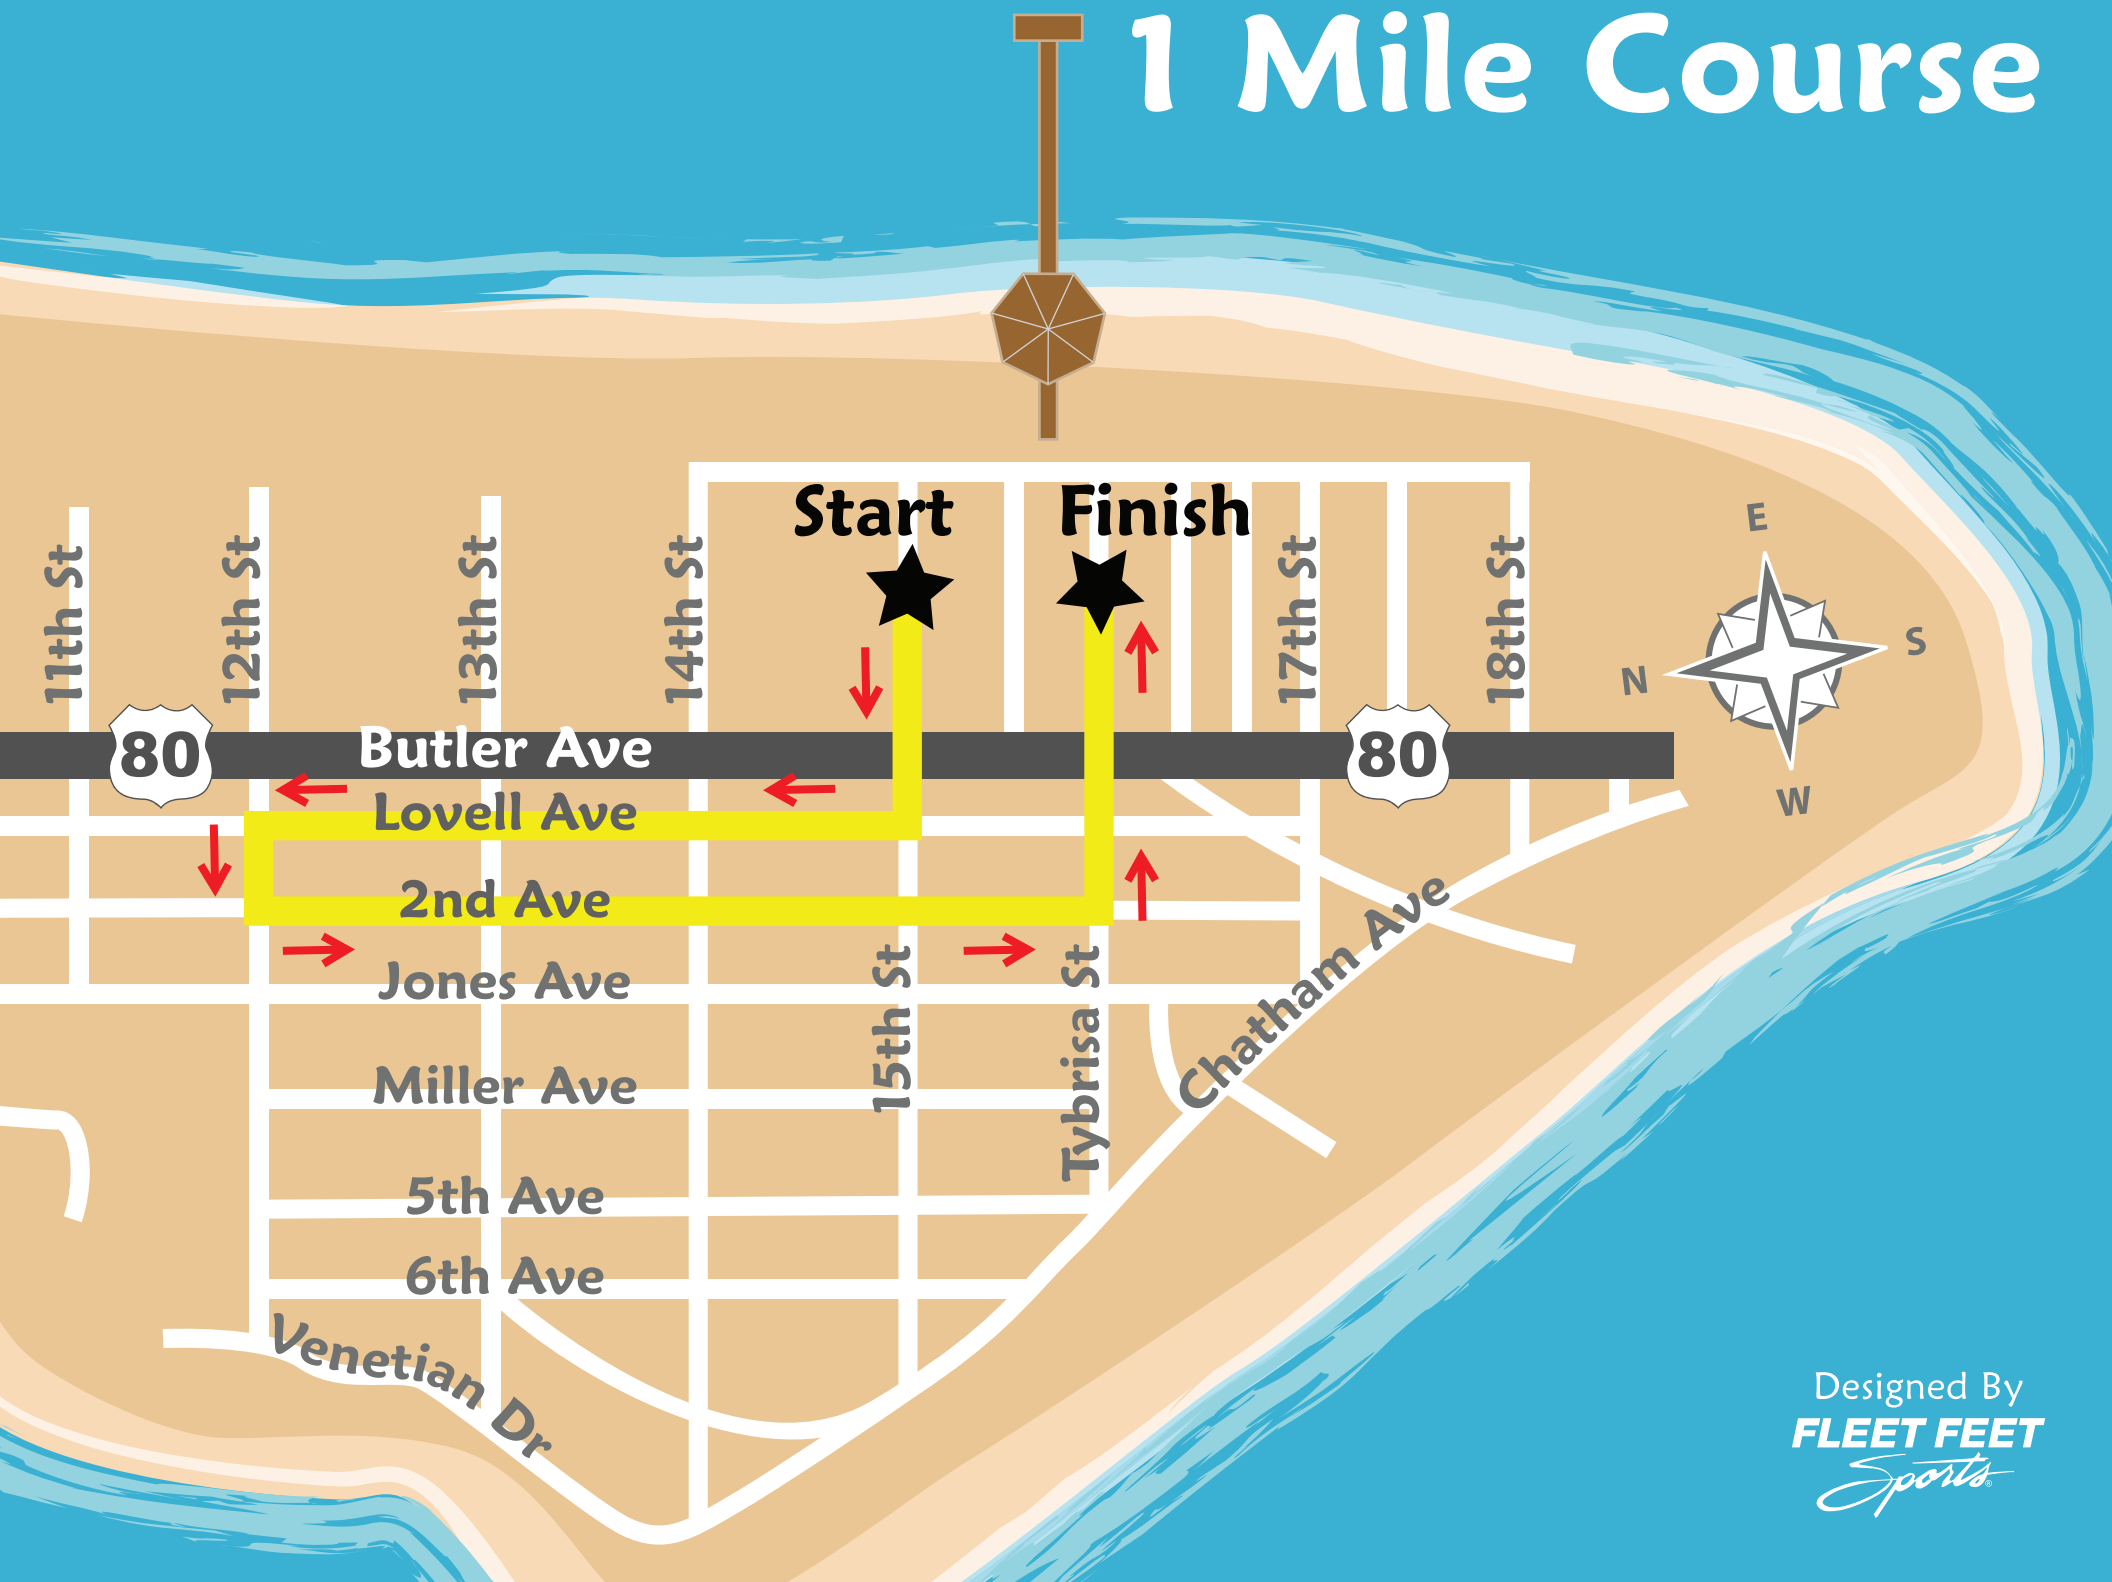 1 Mile Course
Start
Finish
11th St
12th St
13th St
14th St
17th St
18th St
E
S
N
W
80
Butler Ave
80
Lovell Ave
2nd Ave
Jones Ave
15th St
Tybrisa St
Chatham Ave
Miller Ave
5th Ave
6th Ave
Venetian Dr
Designed By
FLEET FEET
Sports®